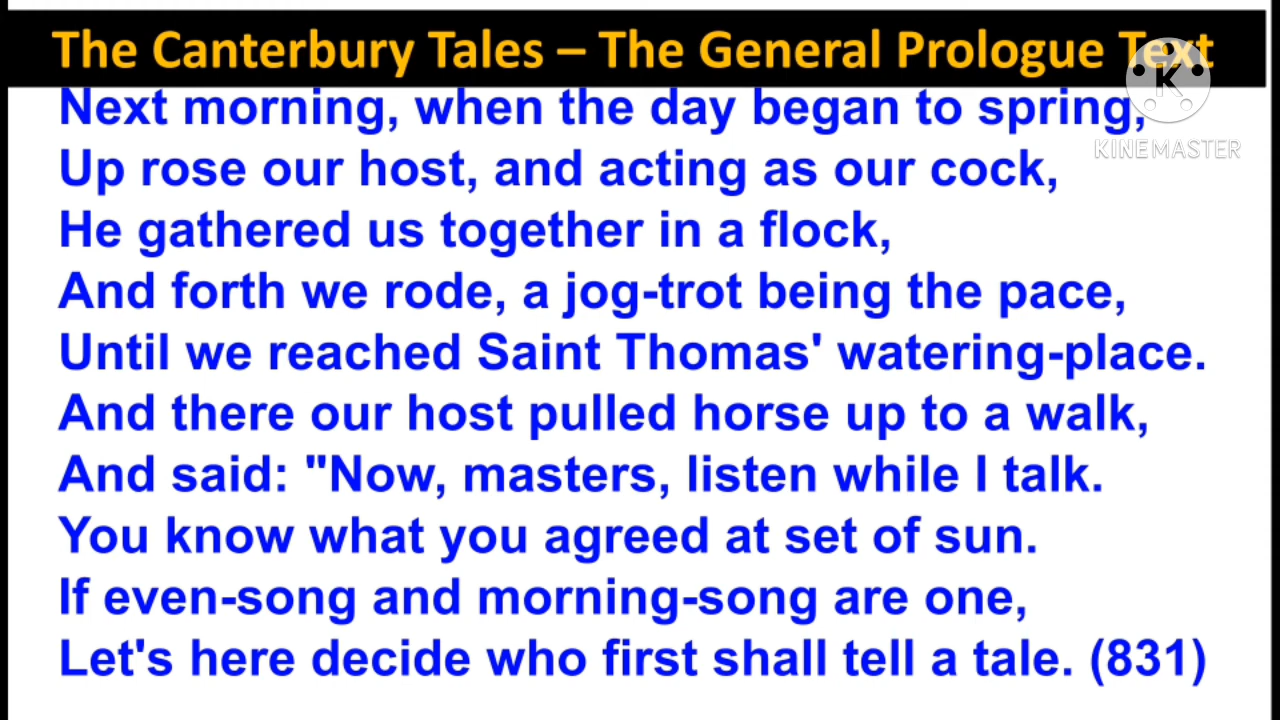 The Canterbury Tales – The General Prologue Text
K
KINEMASTER
Next morning, when the day began to spring,
Up rose our host, and acting as our cock,
He gathered us together in a flock,
And forth we rode, a jog-trot being the pace,
Until we reached Saint Thomas' watering-place.
And there our host pulled horse up to a walk,
And said: "Now, masters, listen while I talk.
You know what you agreed at set of sun.
If even-song and morning-song are one,
Let's here decide who first shall tell a tale. (831)